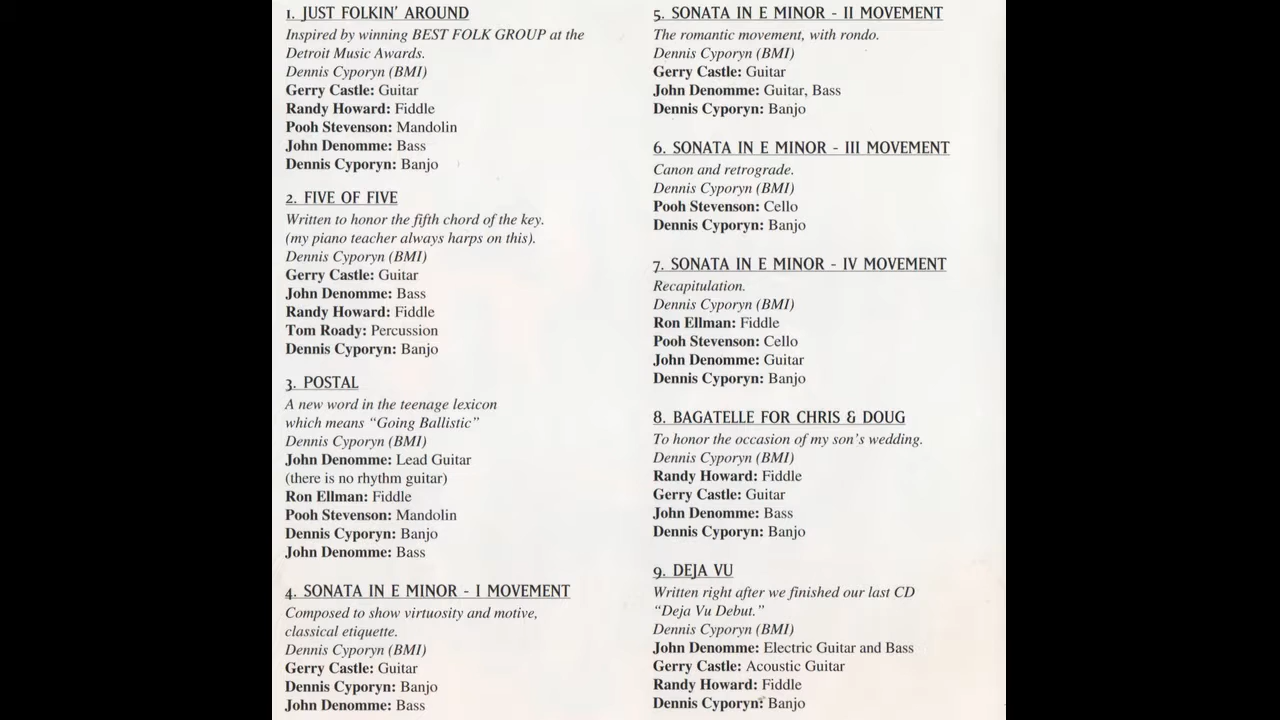 1. JUST FOLKIN' AROUND
Inspired by winning BEST FOLK GROUP at the
Detroit Music Awards.
Dennis Cyporyn (BMI)
Gerry Castle: Guitar
Randy Howard: Fiddle
Pooh Stevenson: Mandolin
John Denomme: Bass
Dennis Cyporyn: Banjo
2. FIVE OF FIVE
Written to honor the fifth chord of the key.
(my piano teacher always harps on this).
Dennis Cyporyn (BMI)
Gerry Castle: Guitar
John Denomme: Bass
Randy Howard: Fiddle
Tom Roady: Percussion
Dennis Cyporyn: Banjo
3. POSTAL
A new word in the teenage lexicon
which means “Going Ballistic”
Dennis Cyporyn (BMI)
John Denomme: Lead Guitar
(there is no rhythm guitar)
Ron Ellman: Fiddle
Pooh Stevenson: Mandolin
Dennis Cyporyn: Banjo
John Denomme: Bass
4. SONATA IN E MINOR - I MOVEMENT
Composed to show virtuosity and motive,
classical etiquette.
Dennis Cyporyn (BMI)
Gerry Castle: Guitar
Dennis Cyporyn: Banjo
John Denomme: Bass
5. SONATA IN E MINOR - II MOVEMENT
The romantic movement, with rondo.
Dennis Cyporyn (BMI)
Gerry Castle: Guitar
John Denomme: Guitar, Bass
Dennis Cyporyn: Banjo
6. SONATA IN E MINOR - III MOVEMENT
Canon and retrograde.
Dennis Cyporyn (BMI)
Pooh Stevenson: Cello
Dennis Cyporyn: Banjo
7. SONATA IN E MINOR - IV MOVEMENT
Recapitulation.
Dennis Cyporyn (BMI)
Ron Ellman: Fiddle
Pooh Stevenson: Cello
John Denomme: Guitar
Dennis Cyporyn: Banjo
8. BAGATELLE FOR CHRIS & DOUG
To honor the occasion of my son's wedding.
Dennis Cyporyn (BMI)
Randy Howard: Fiddle
Gerry Castle: Guitar
John Denomme: Bass
Dennis Cyporyn: Banjo
9. DEJA VU
Written right after we finished our last CD
“Deja Vu Debut.”
Dennis Cyporyn (BMI)
John Denomme: Electric Guitar and Bass
Gerry Castle: Acoustic Guitar
Randy Howard: Fiddle
Dennis Cyporyn: Banjo